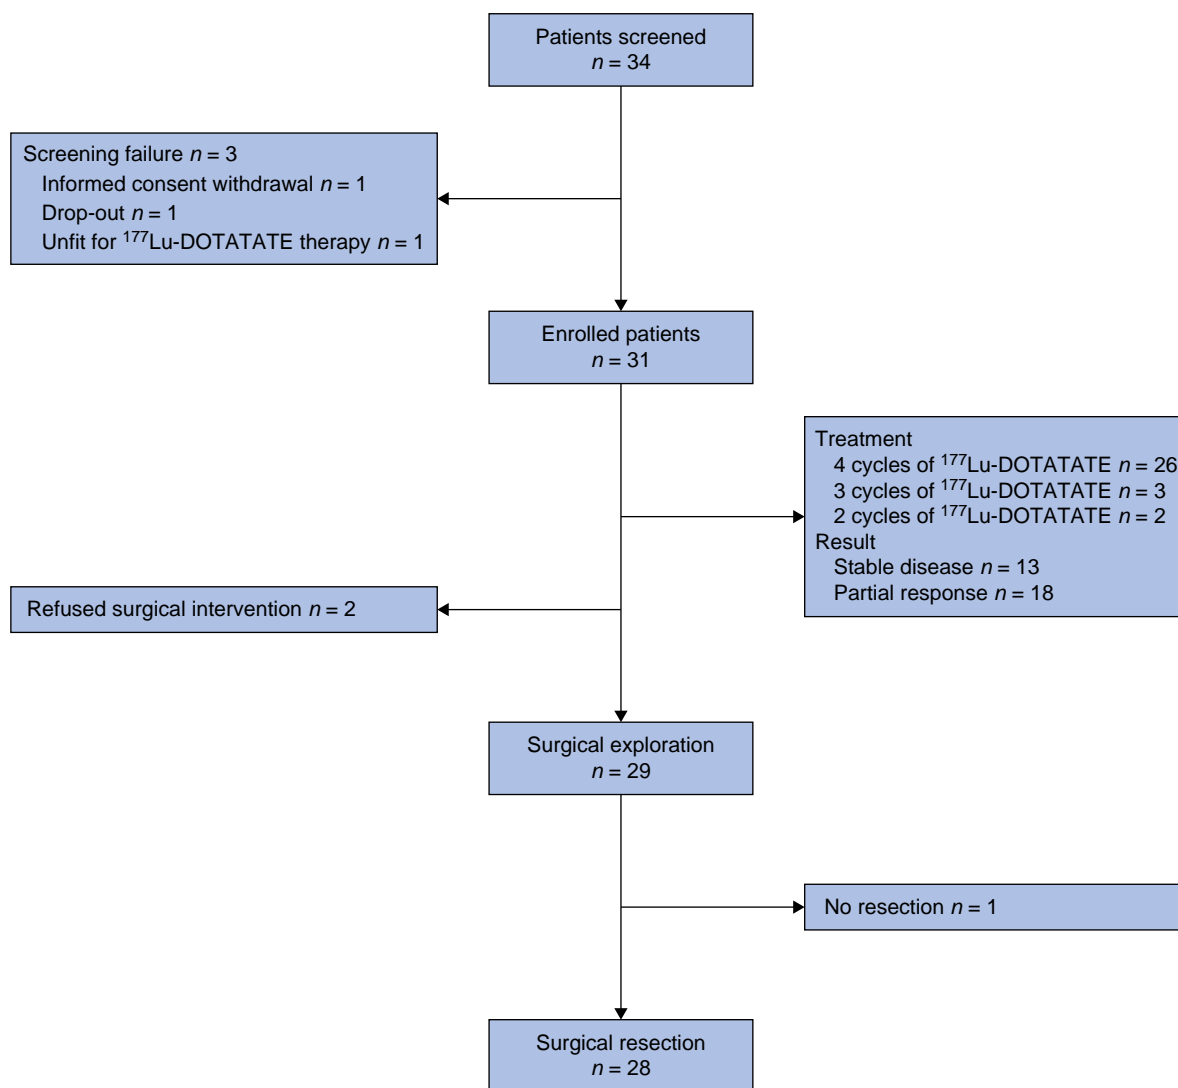 Patients screened
n = 34
Screening failure n = 3
Informed consent withdrawal n = 1
Drop-out n = 1
Unfit for ¹⁷⁷Lu-DOTATATE therapy n = 1
Enrolled patients
n = 31
Treatment
4 cycles of ¹⁷⁷Lu-DOTATATE n = 26
3 cycles of ¹⁷⁷Lu-DOTATATE n = 3
2 cycles of ¹⁷⁷Lu-DOTATATE n = 2
Result
Stable disease n = 13
Partial response n = 18
Refused surgical intervention n = 2
Surgical exploration
n = 29
No resection n = 1
Surgical resection
n = 28